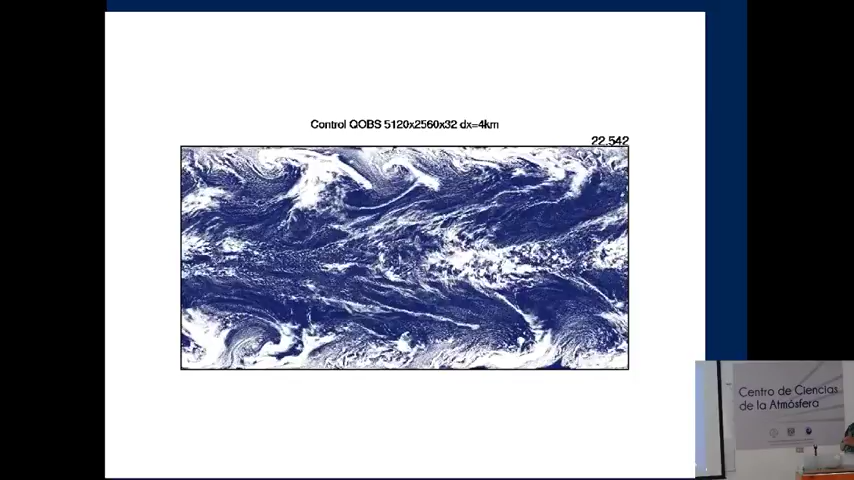 Control QOBS 5120x2560x32 dx=4km
22.542
Centro de Ciencias
de la Atmósfera